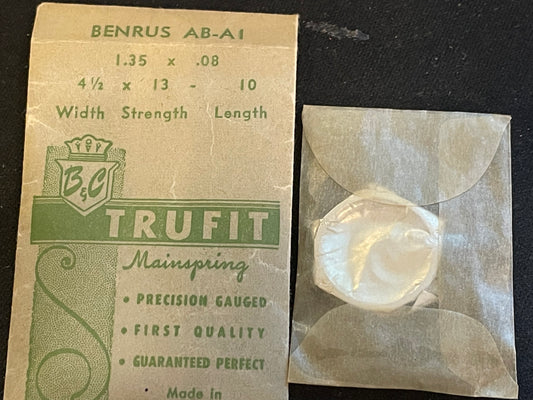 BENRUS AB-A1
1.35 x .08
4½ x 13 - 10
Width Strength Length
B&C
TRUFIT
Mainspring
• PRECISION GAUGED
• FIRST QUALITY
• GUARANTEED PERFECT
Made in